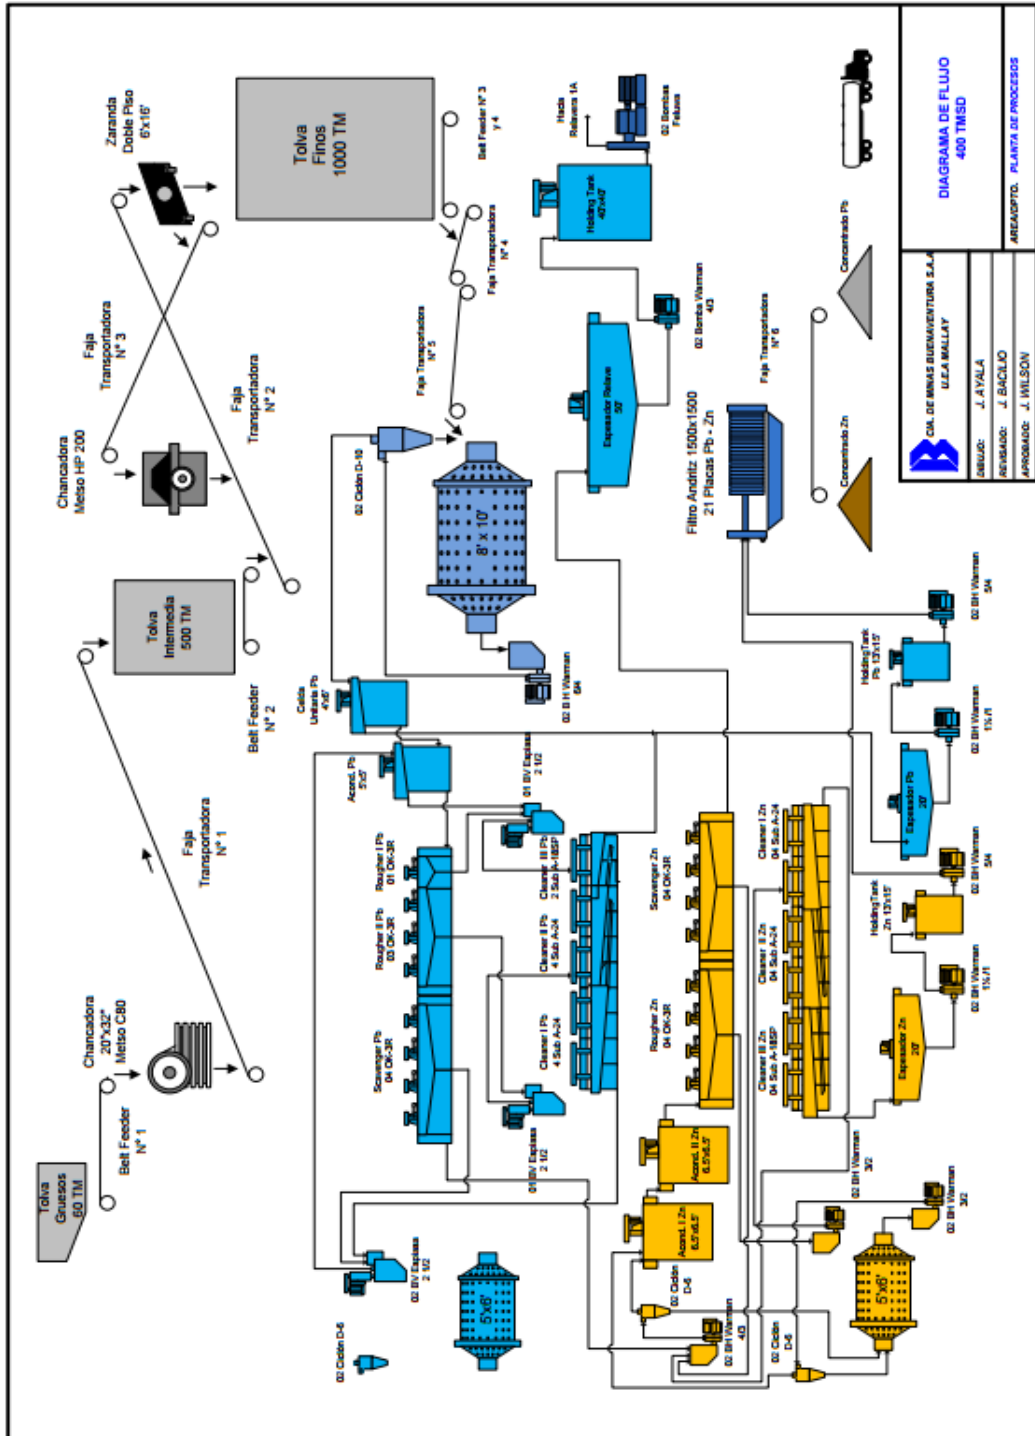 Tolva
Gruesos
60 TM
Belt Feeder
N° 1
Chancadora
20"x32"
Metso C80
Faja
Transportadora
N° 1
Tolva
Intermedia
500 TM
Belt Feeder
N° 2
Chancadora
Metso HP 200
Faja
Transportadora
N° 2
Faja
Transportadora
N° 3
Zaranda
Doble Piso
6'x16'
Tolva
Finos
1000 TM
Belt Feeder N° 3
y 4
Faja Transportadora
N° 4
Faja Transportadora
N° 5
02 Ciclón D-10
8' x 10'
02 B H Warman
6/4
Celda
Unitaria Pb
Acond. Pb
5'x5'
01 BV Espiasa
2 1/2
Rougher I Pb
01 OK-3R
Rougher II Pb
03 OK-3R
Scavenger Pb
04 OK-3R
Cleaner III Pb
2 Sub A-18SP
Cleaner II Pb
4 Sub A-24
Cleaner I Pb
4 Sub A-24
01 BV Espiasa
2 1/2
02 BV Espiasa
2 1/2
02 Ciclón D-6
5'x6'
Holding Tank
40'x40'
Hacia
Relavera 1A
02 Bombas
Feluwa
02 Bomba Warman
4/3
Espesador Relave
50'
Filtro Andritz 1500x1500
21 Placas Pb - Zn
Faja Transportadora
N° 6
Concentrado Pb
Concentrado Zn
Scavenger Zn
04 OK-3R
Rougher Zn
04 OK-3R
Acond. II Zn
6.5'x6.5'
Acond. I Zn
6.5'x6.5'
02 Ciclón
D-6
02 BH Warman
4/3
Cleaner I Zn
04 Sub A-24
Cleaner II Zn
04 Sub A-24
Cleaner III Zn
04 Sub A-18SP
02 BH Warman
3/2
02 BH Warman
3/2
02 Ciclón
D-6
5'x6'
Espesador Pb
20'
02 BH Warman
1½ /1
HoldingTank
Pb 13'x15'
02 BH Warman
5/4
Espesador Zn
20'
02 BH Warman
1½ /1
HoldingTank
Zn 13'x15'
02 BH Warman
5/4
CIA. DE MINAS BUENAVENTURA S.A.A
U.E.A MALLAY
DIBUJO: J. AYALA
REVISADO: J. BACILIO
APROBADO: J. WILSON
DIAGRAMA DE FLUJO
400 TMSD
AREA/DPTO. PLANTA DE PROCESOS